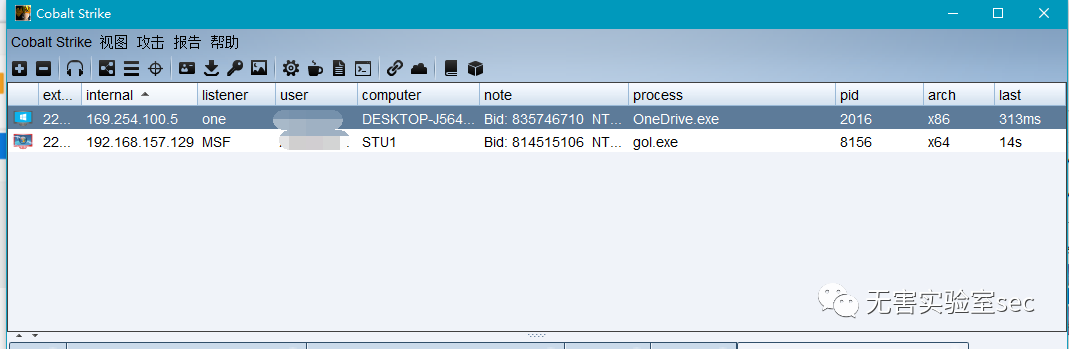 Cobalt Strike
Cobalt Strike 视图 攻击 报告 帮助
ext... internal listener user computer note process pid arch last
22... 169.254.100.5 one DESKTOP-J564... Bid: 835746710 NT... OneDrive.exe 2016 x86 313ms
22... 192.168.157.129 MSF STU1 Bid: 814515106 NT... gol.exe 8156 x64 14s
无害实验室sec